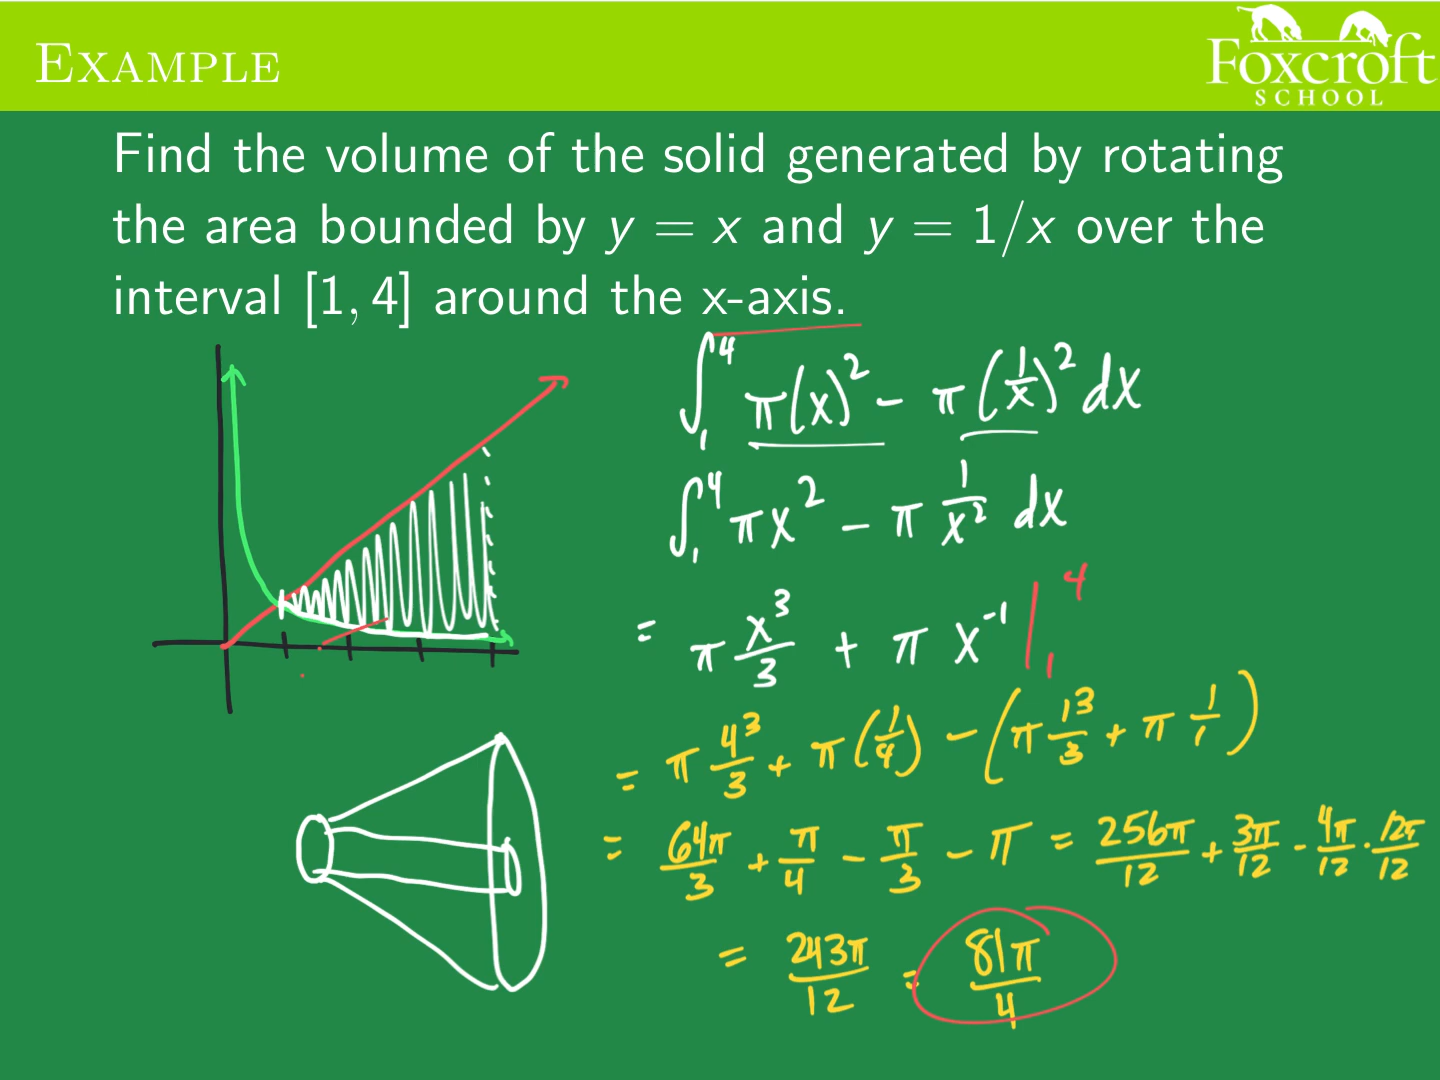 EXAMPLE
Foxcroft
SCHOOL
Find the volume of the solid generated by rotating
the area bounded by y = x and y = 1/x over the
interval [1, 4] around the x-axis.
∫₁⁴ π(x)² − π(1/x)² dx
∫₁⁴ πx² − π 1/x² dx
= π x³/3 + π x⁻¹ |₁⁴
= π 4³/3 + π(1/4) − (π 1³/3 + π 1/1)
= 64π/3 + π/4 − π/3 − π = 256π/12 + 3π/12 - 4π/12 - 12π/12
= 243π/12 = 81π/4